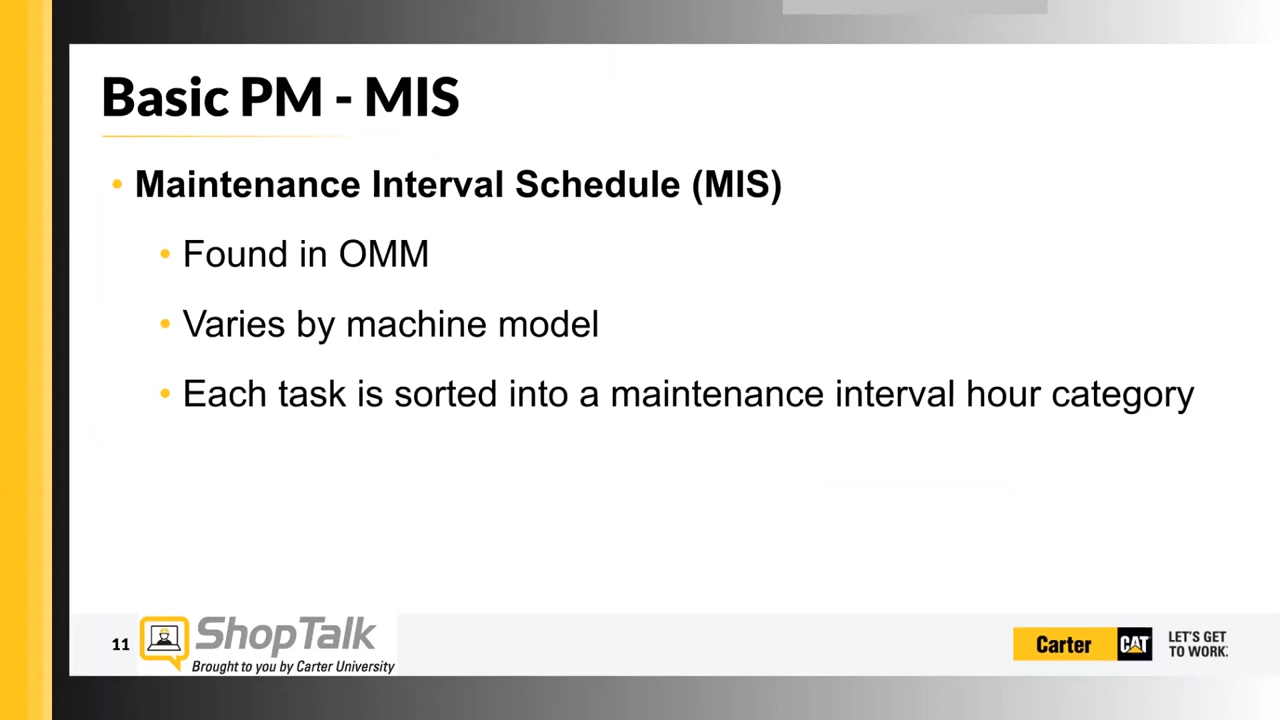 Basic PM - MIS
• Maintenance Interval Schedule (MIS)
• Found in OMM
• Varies by machine model
• Each task is sorted into a maintenance interval hour category
11
ShopTalk
Brought to you by Carter University
Carter CAT
LET'S GET
TO WORK.